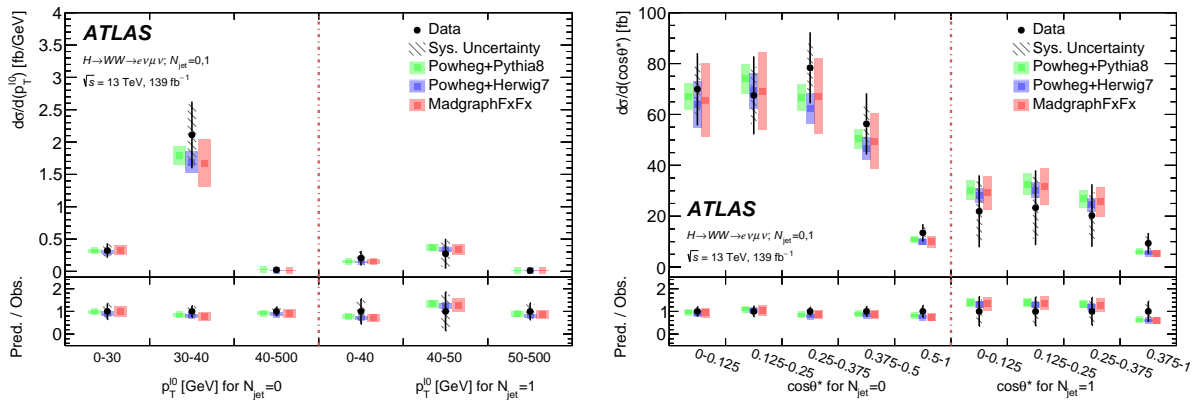 dσ/d(p_T^l0) [fb/GeV]
4
3.5
3
2.5
2
1.5
1
0.5
0
ATLAS
H→WW→eνμν; N_jet=0,1
√s = 13 TeV, 139 fb⁻¹
Data
Sys. Uncertainty
Powheg+Pythia8
Powheg+Herwig7
MadgraphFxFx
Pred. / Obs.
2
1
0
0-30 30-40 40-500 0-40 40-50 50-500
p_T^l0 [GeV] for N_jet=0 p_T^l0 [GeV] for N_jet=1
dσ/d(cosθ*) [fb]
100
80
60
40
20
0
Data
Sys. Uncertainty
Powheg+Pythia8
Powheg+Herwig7
MadgraphFxFx
ATLAS
H→WW→eνμν; N_jet=0,1
√s = 13 TeV, 139 fb⁻¹
Pred. / Obs.
2
1
0
0-0.125 0.125-0.25 0.25-0.375 0.375-0.5 0.5-1 0-0.125 0.125-0.25 0.25-0.375 0.375-1
cosθ* for N_jet=0 cosθ* for N_jet=1